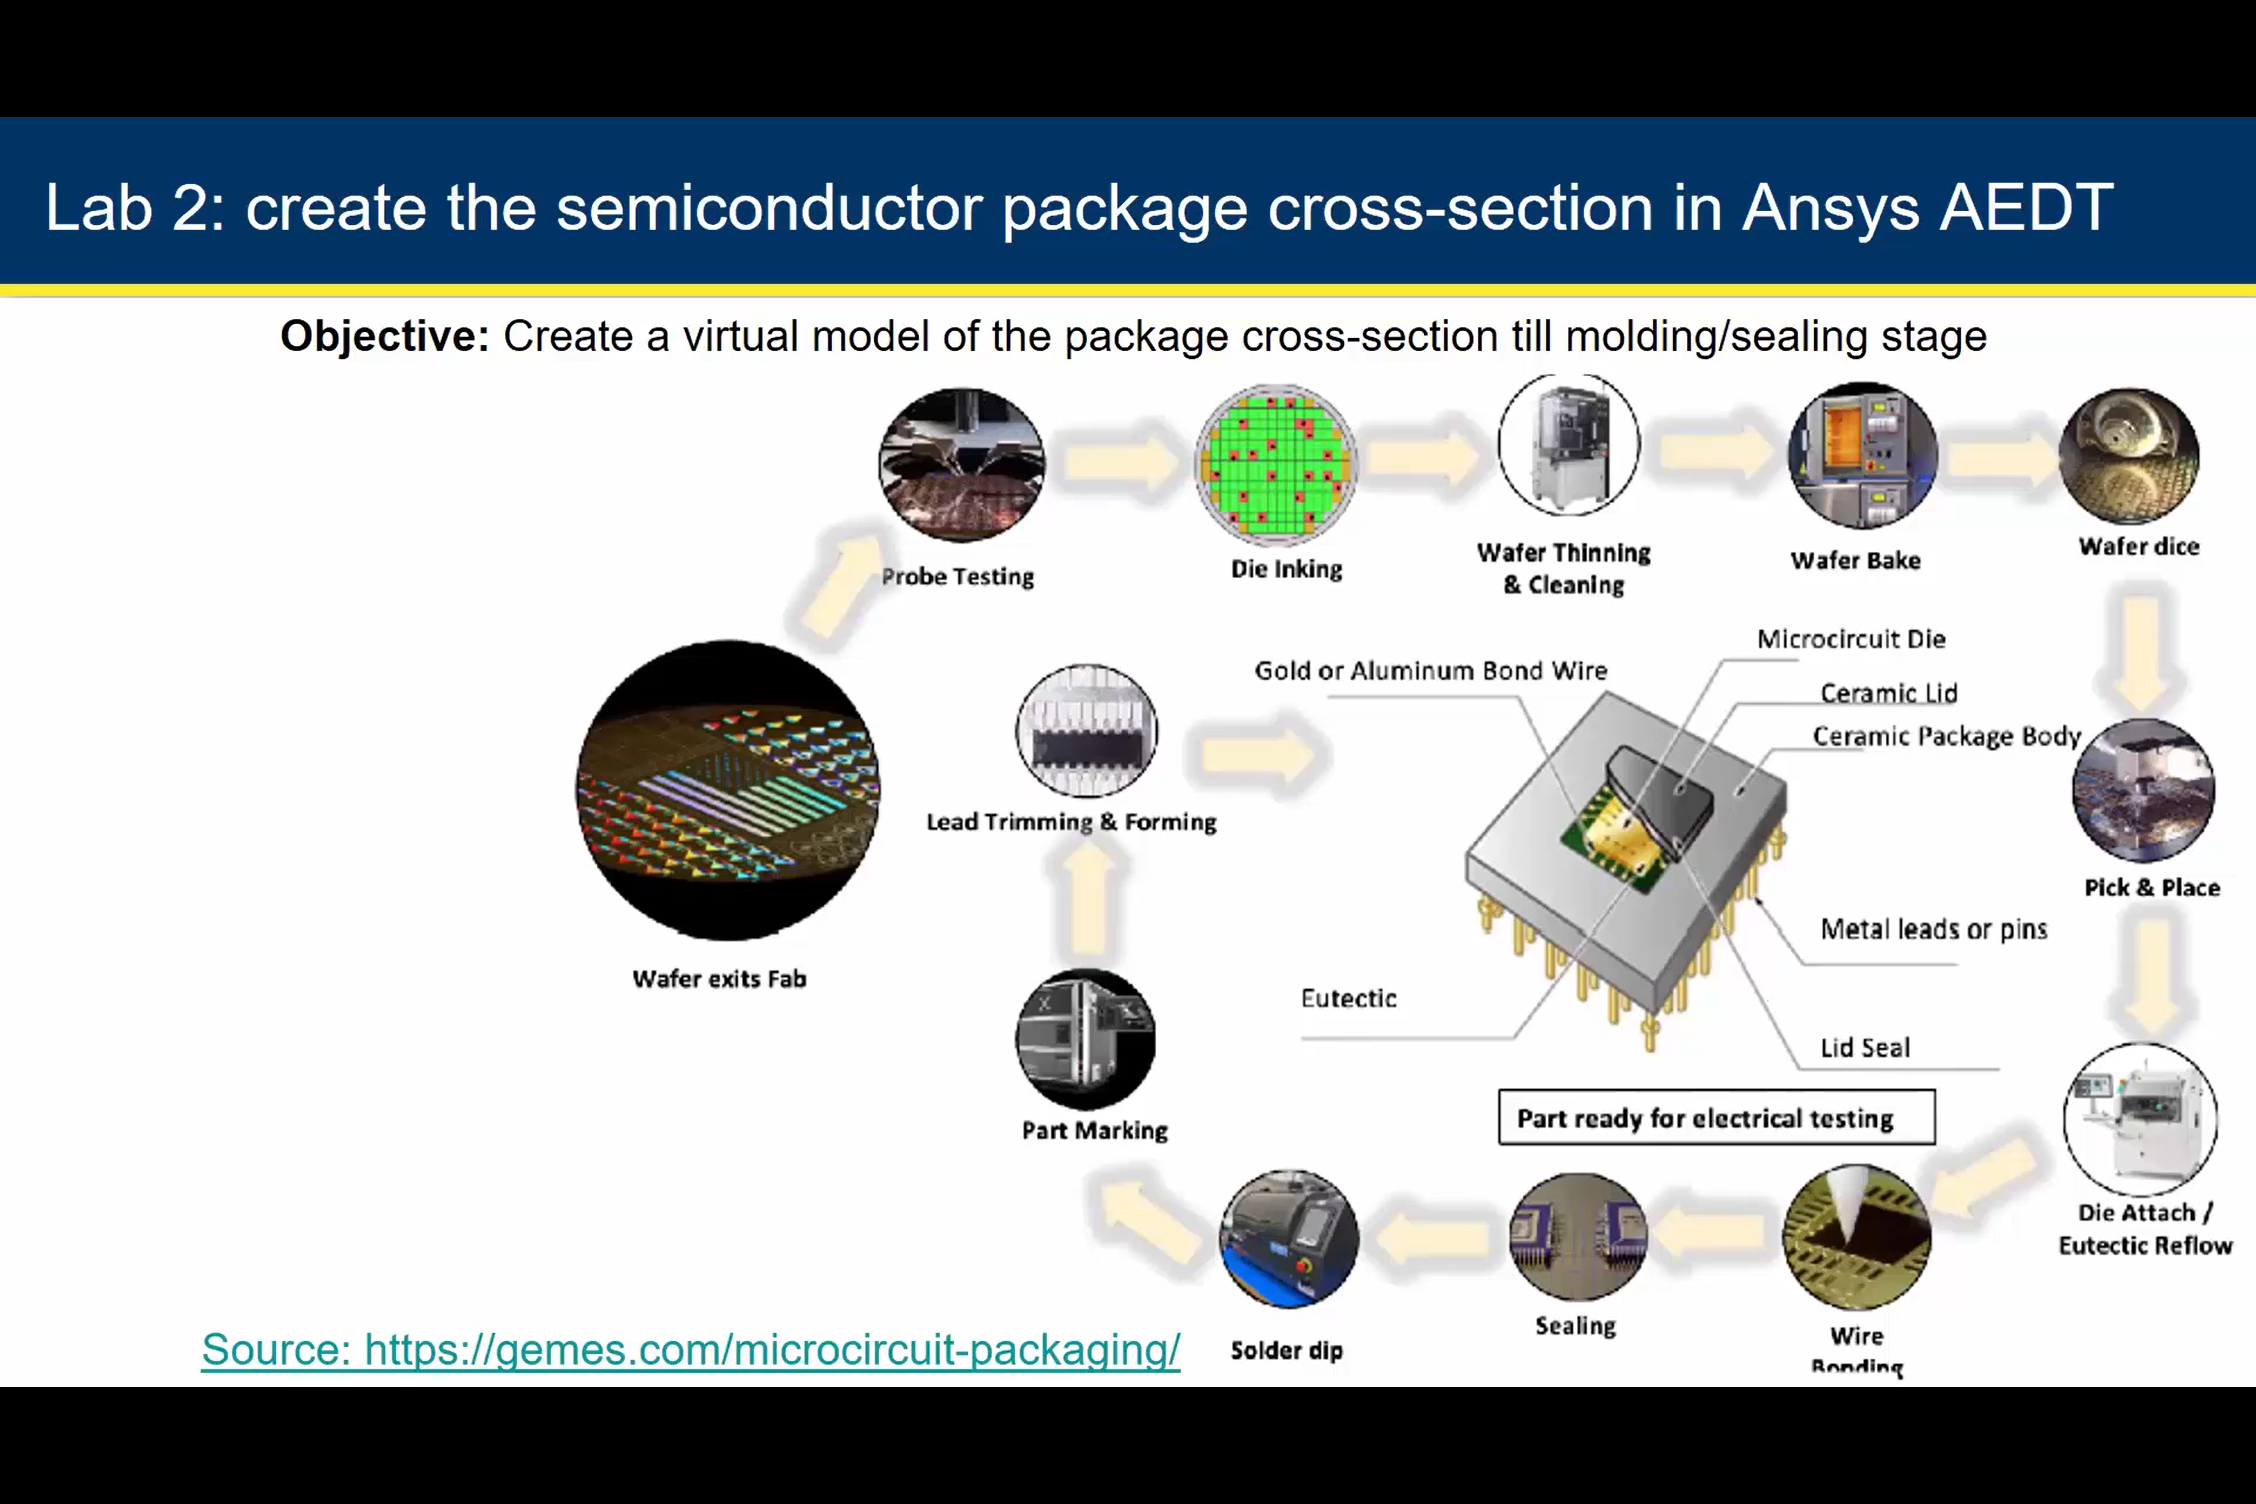 Lab 2: create the semiconductor package cross-section in Ansys AEDT
Objective: Create a virtual model of the package cross-section till molding/sealing stage
Probe Testing
Die Inking
Wafer Thinning
& Cleaning
Wafer Bake
Wafer dice
Microcircuit Die
Gold or Aluminum Bond Wire
Ceramic Lid
Ceramic Package Body
Lead Trimming & Forming
Pick & Place
Metal leads or pins
Wafer exits Fab
Eutectic
Lid Seal
Part ready for electrical testing
Part Marking
Die Attach /
Eutectic Reflow
Sealing
Wire
Bonding
Solder dip
Source: https://gemes.com/microcircuit-packaging/